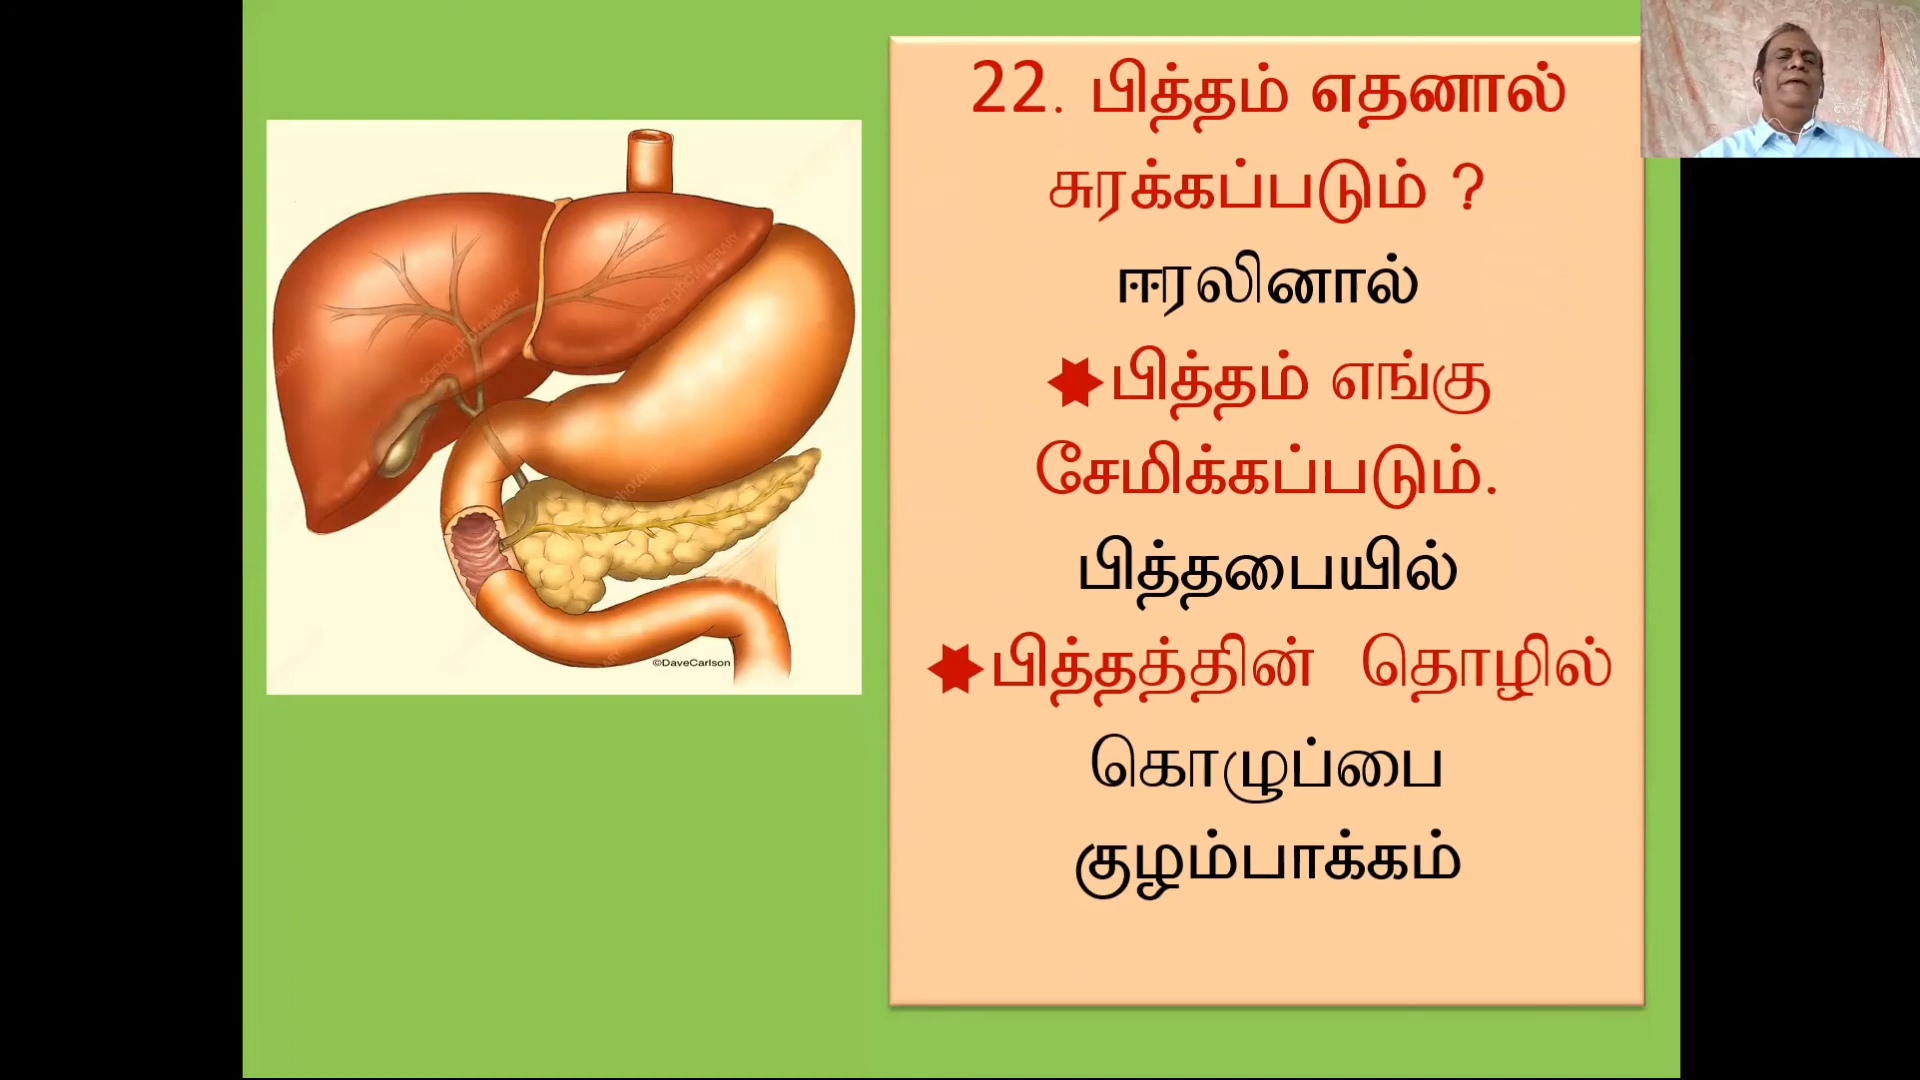 22. பித்தம் எதனால்
சுரக்கப்படும் ?
ஈரலினால்
பித்தம் எங்கு
சேமிக்கப்படும்.
பித்தபையில்
பித்தத்தின் தொழில்
கொழுப்பை
குழம்பாக்கம்
©DaveCarlson